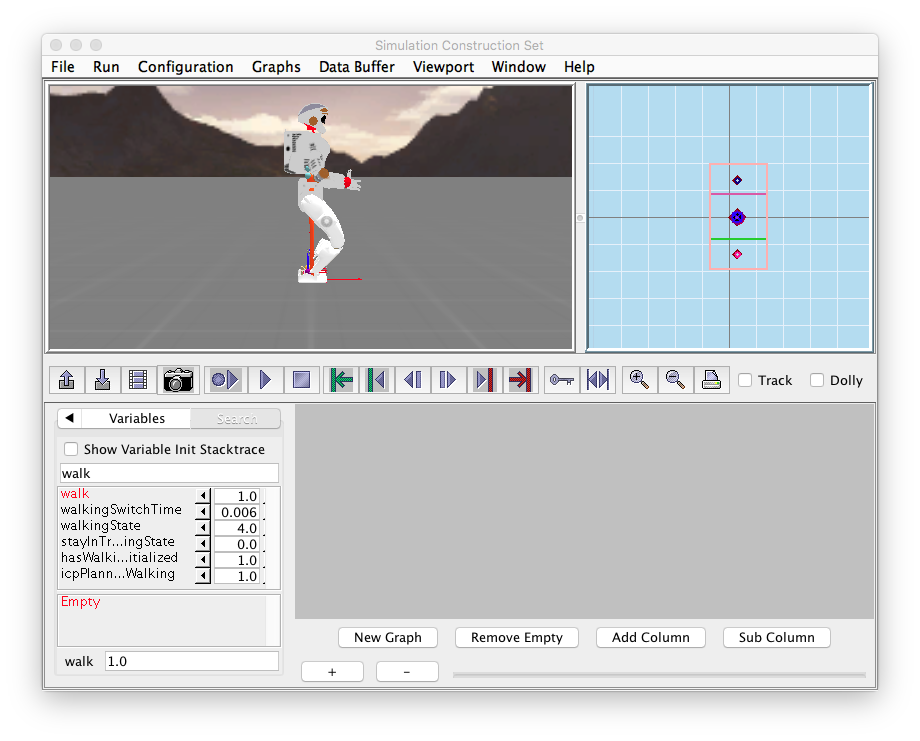 Simulation Construction Set
File Run Configuration Graphs Data Buffer Viewport Window Help
Track Dolly
Variables Search
Show Variable Init Stacktrace
walk
walk 1.0
walkingSwitchTime 0.006
walkingState 4.0
stayInTr...ingState 0.0
hasWalki...itialized 1.0
icpPlann...Walking 1.0
Empty
New Graph Remove Empty Add Column Sub Column
walk 1.0
+ -